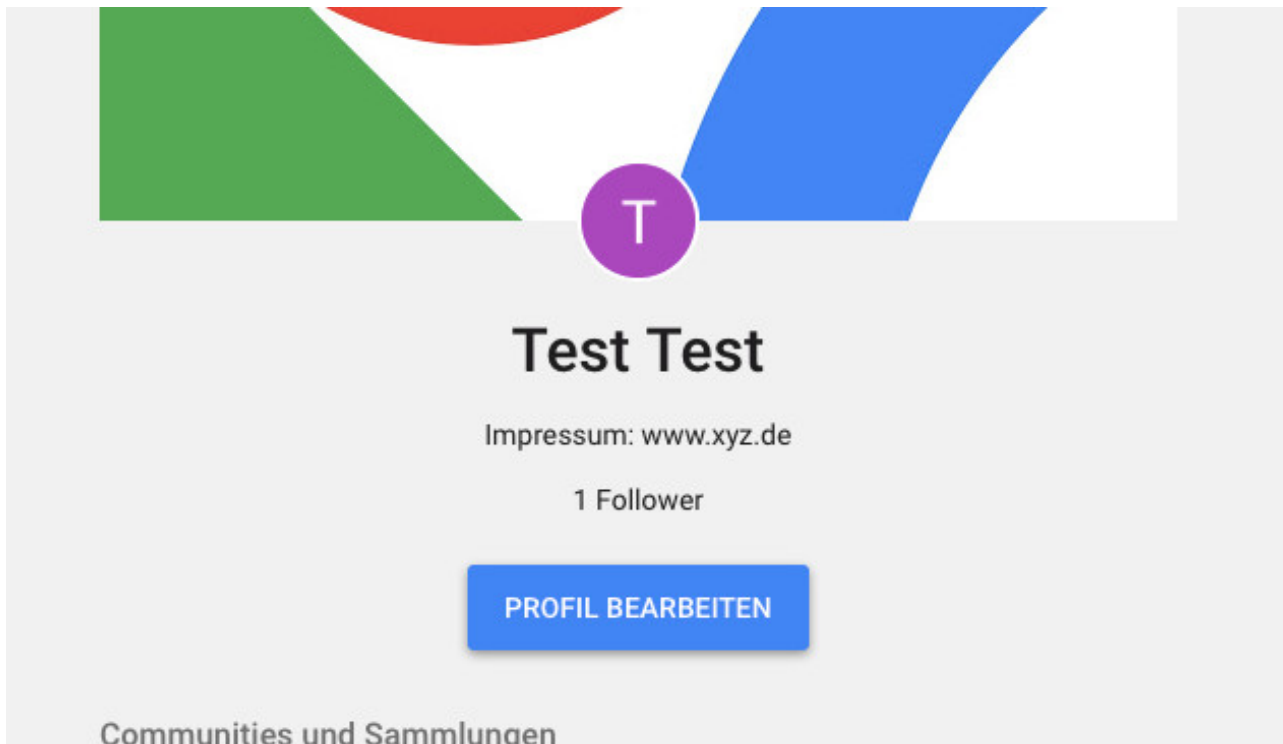 T
Test Test
Impressum: www.xyz.de
1 Follower
PROFIL BEARBEITEN
Communities und Sammlungen